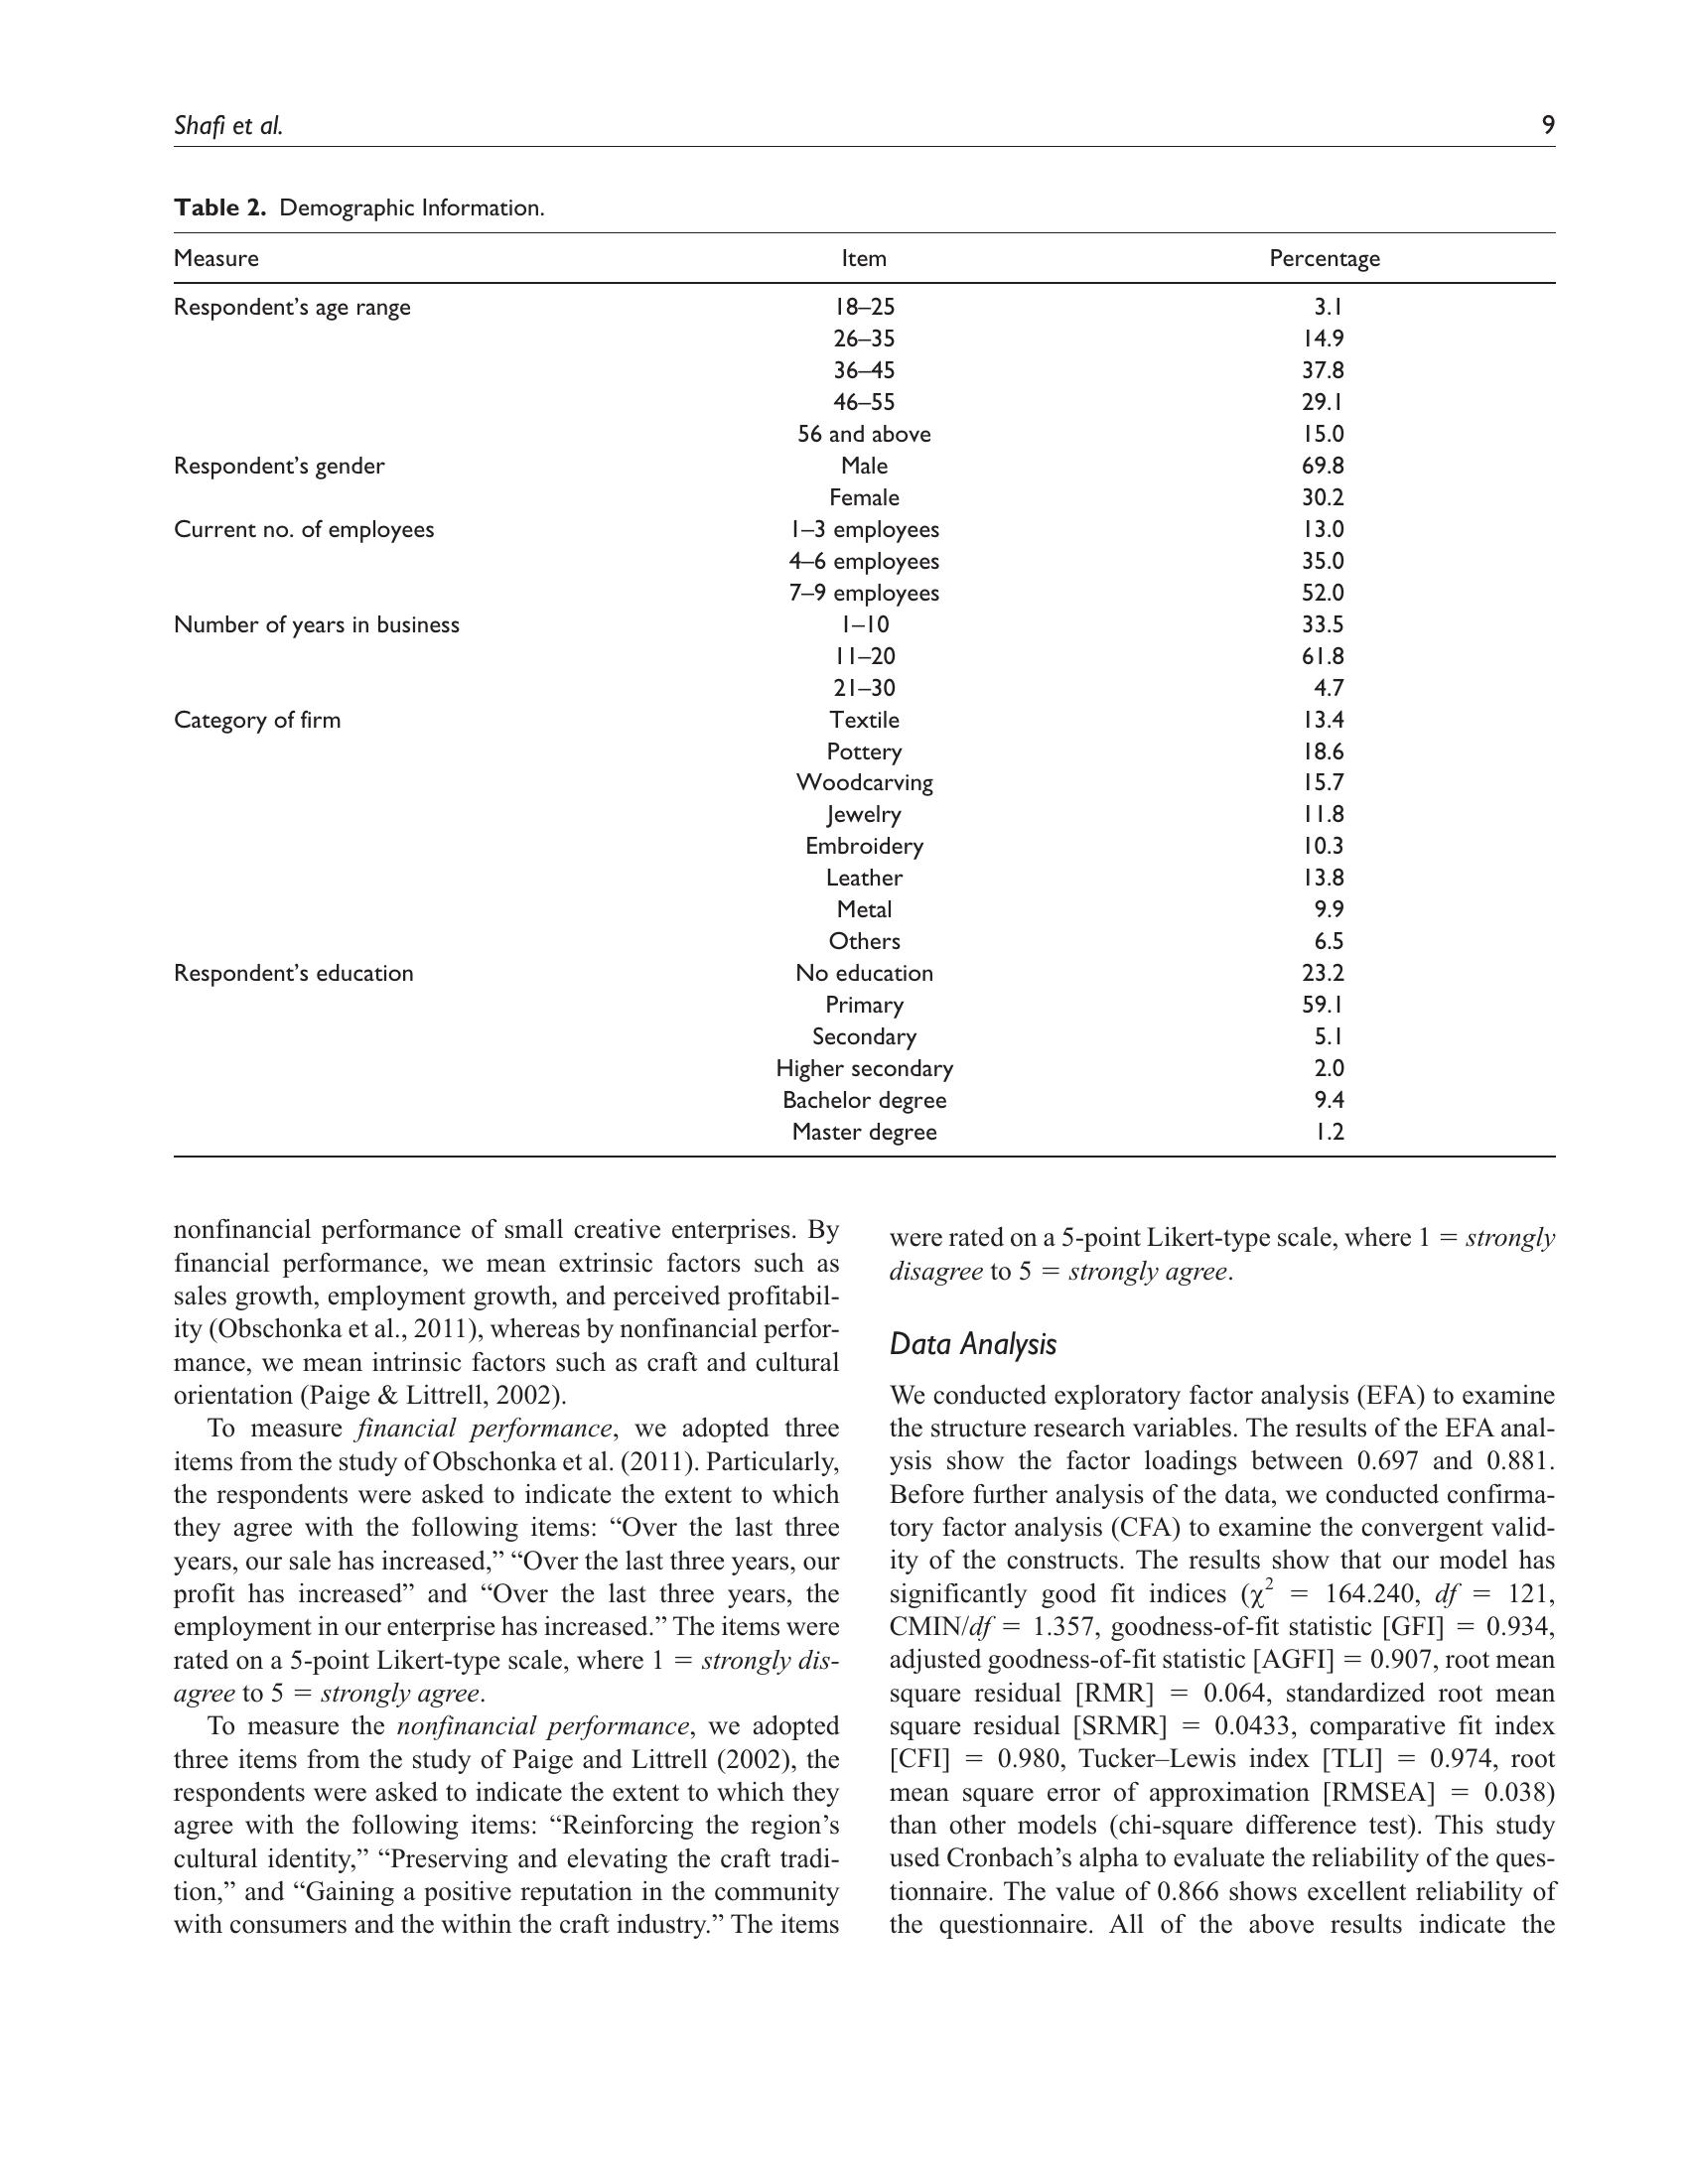 Shafi et al. 9
Table 2. Demographic Information.
Measure Item Percentage
Respondent’s age range 18–25 3.1
26–35 14.9
36–45 37.8
46–55 29.1
56 and above 15.0
Respondent’s gender Male 69.8
Female 30.2
Current no. of employees 1–3 employees 13.0
4–6 employees 35.0
7–9 employees 52.0
Number of years in business 1–10 33.5
11–20 61.8
21–30 4.7
Category of firm Textile 13.4
Pottery 18.6
Woodcarving 15.7
Jewelry 11.8
Embroidery 10.3
Leather 13.8
Metal 9.9
Others 6.5
Respondent’s education No education 23.2
Primary 59.1
Secondary 5.1
Higher secondary 2.0
Bachelor degree 9.4
Master degree 1.2
nonfinancial performance of small creative enterprises. By
financial performance, we mean extrinsic factors such as
sales growth, employment growth, and perceived profitabil-
ity (Obschonka et al., 2011), whereas by nonfinancial perfor-
mance, we mean intrinsic factors such as craft and cultural
orientation (Paige & Littrell, 2002).
To measure financial performance, we adopted three
items from the study of Obschonka et al. (2011). Particularly,
the respondents were asked to indicate the extent to which
they agree with the following items: “Over the last three
years, our sale has increased,” “Over the last three years, our
profit has increased” and “Over the last three years, the
employment in our enterprise has increased.” The items were
rated on a 5-point Likert-type scale, where 1 = strongly dis-
agree to 5 = strongly agree.
To measure the nonfinancial performance, we adopted
three items from the study of Paige and Littrell (2002), the
respondents were asked to indicate the extent to which they
agree with the following items: “Reinforcing the region’s
cultural identity,” “Preserving and elevating the craft tradi-
tion,” and “Gaining a positive reputation in the community
with consumers and the within the craft industry.” The items
were rated on a 5-point Likert-type scale, where 1 = strongly
disagree to 5 = strongly agree.
Data Analysis
We conducted exploratory factor analysis (EFA) to examine
the structure research variables. The results of the EFA anal-
ysis show the factor loadings between 0.697 and 0.881.
Before further analysis of the data, we conducted confirma-
tory factor analysis (CFA) to examine the convergent valid-
ity of the constructs. The results show that our model has
significantly good fit indices (χ² = 164.240, df = 121,
CMIN/df = 1.357, goodness-of-fit statistic [GFI] = 0.934,
adjusted goodness-of-fit statistic [AGFI] = 0.907, root mean
square residual [RMR] = 0.064, standardized root mean
square residual [SRMR] = 0.0433, comparative fit index
[CFI] = 0.980, Tucker–Lewis index [TLI] = 0.974, root
mean square error of approximation [RMSEA] = 0.038)
than other models (chi-square difference test). This study
used Cronbach’s alpha to evaluate the reliability of the ques-
tionnaire. The value of 0.866 shows excellent reliability of
the questionnaire. All of the above results indicate the